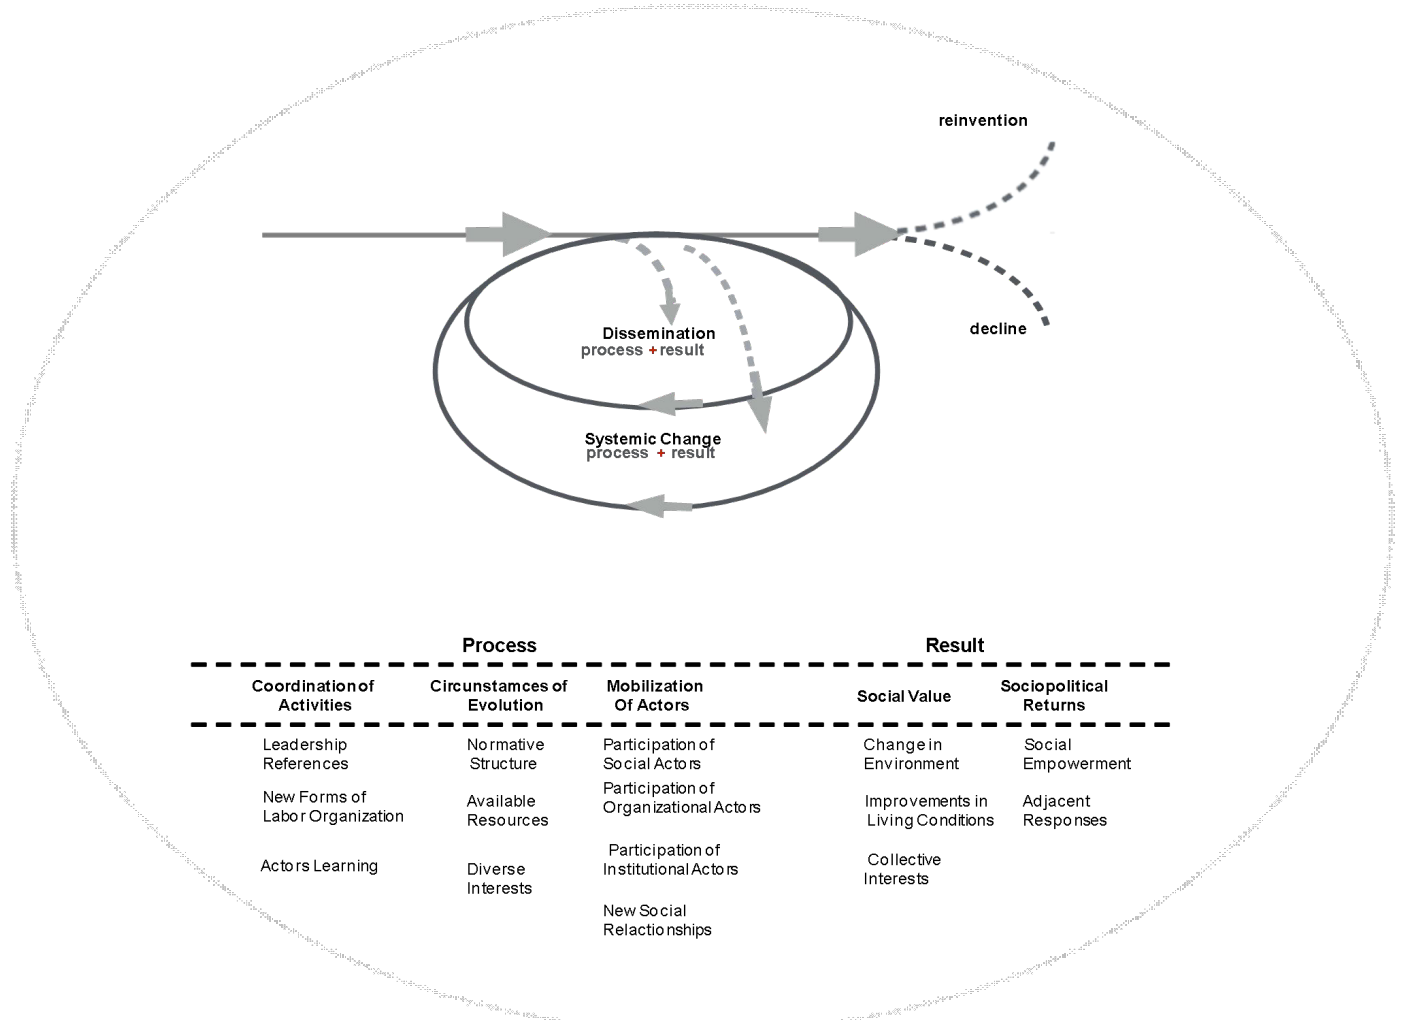 reinvention
decline
Dissemination
process + result
Systemic Change
process + result
Process
Result
Coordination of
Activities
Circunstamces of
Evolution
Mobilization
Of Actors
Social Value
Sociopolitical
Returns
Leadership
References
New Forms of
Labor Organization
Actors Learning
Normative
Structure
Available
Resources
Diverse
Interests
Participation of
Social Actors
Participation of
Organizational Actors
Participation of
Institutional Actors
New Social
Relactionships
Change in
Environment
Improvements in
Living Conditions
Collective
Interests
Social
Empowerment
Adjacent
Responses